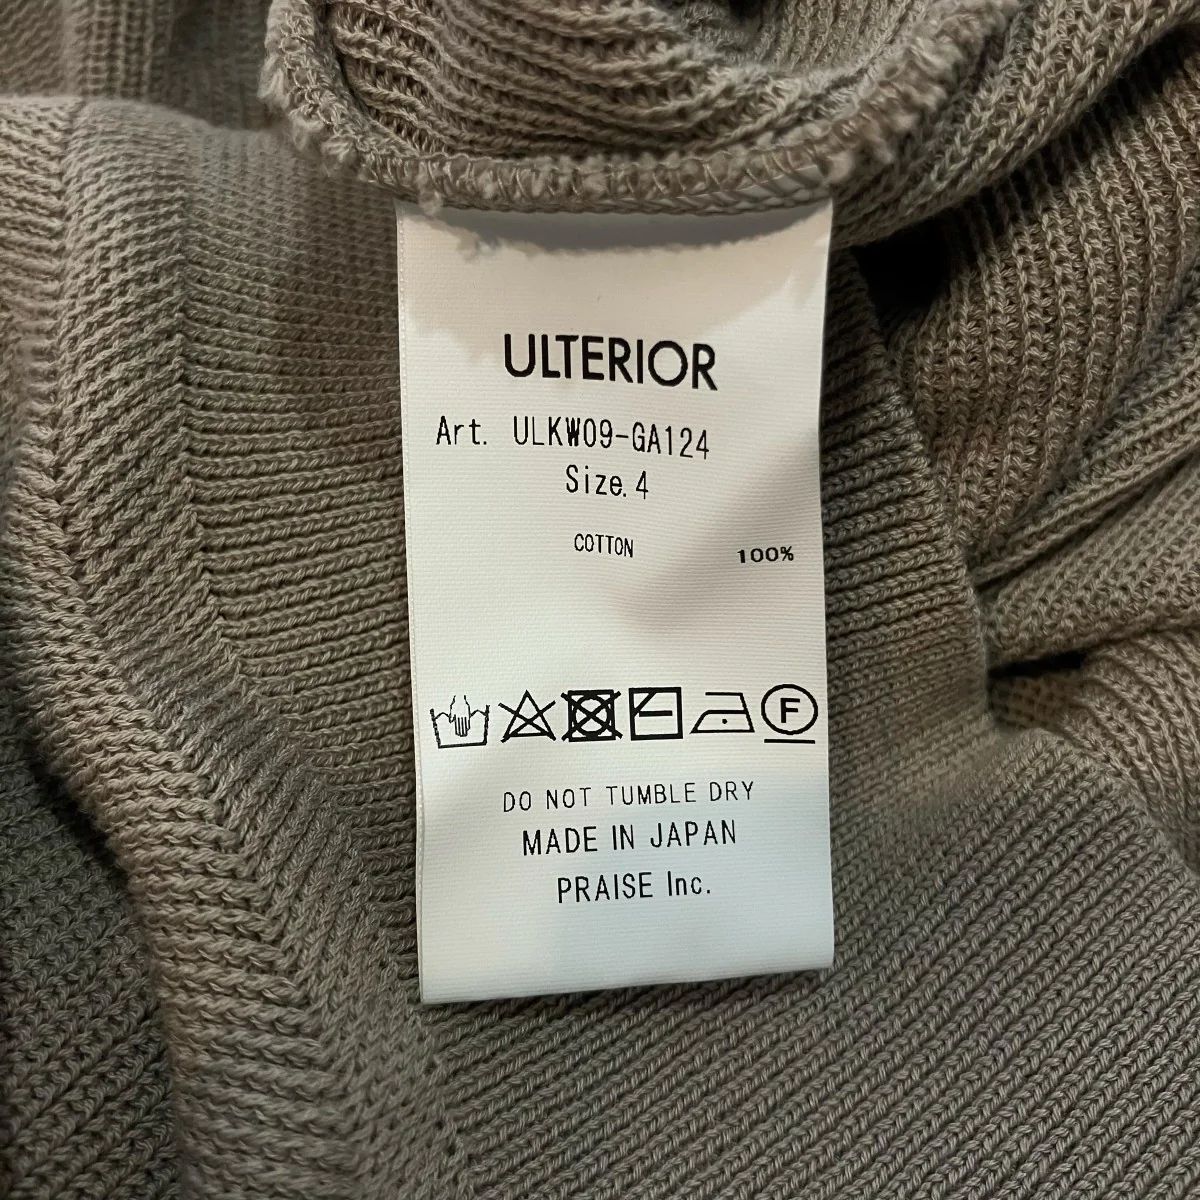 ULTERIOR
Art. ULKW09-GA124
Size.4
COTTON 100%
F
DO NOT TUMBLE DRY
MADE IN JAPAN
PRAISE Inc.